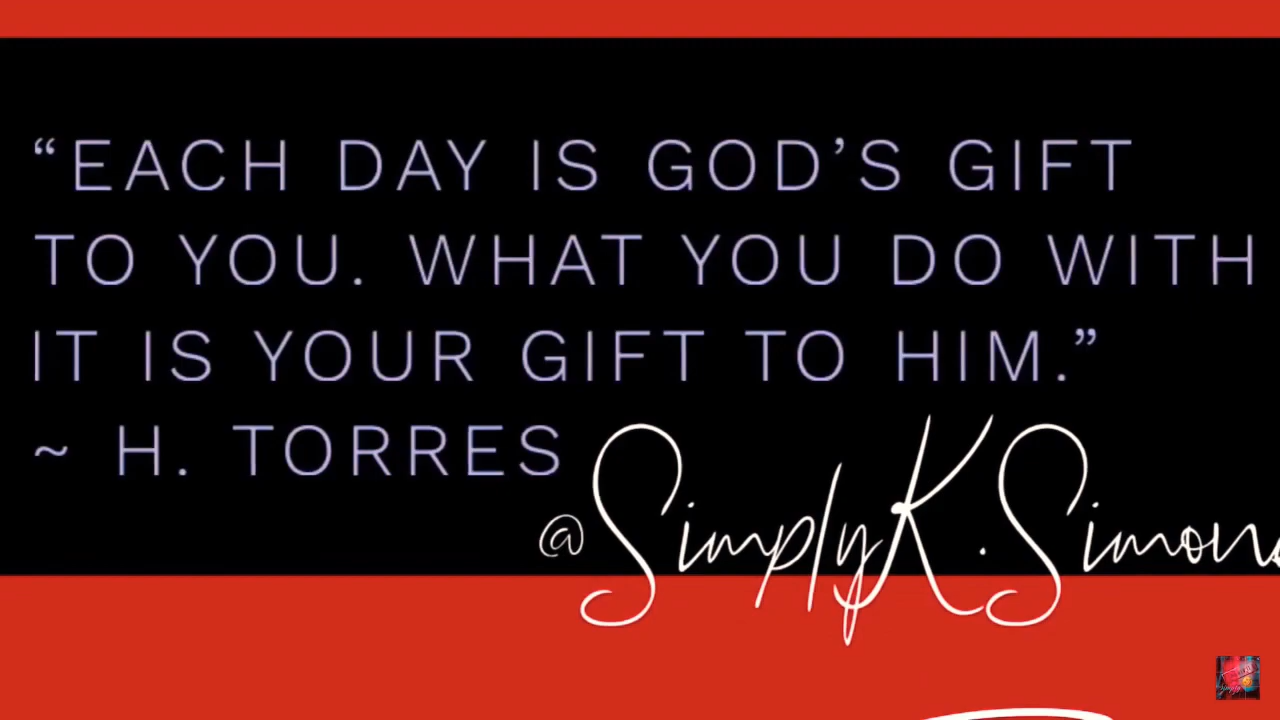 “EACH DAY IS GOD’S GIFT
TO YOU. WHAT YOU DO WITH
IT IS YOUR GIFT TO HIM.”
~ H. TORRES
@SimplyK.Simon